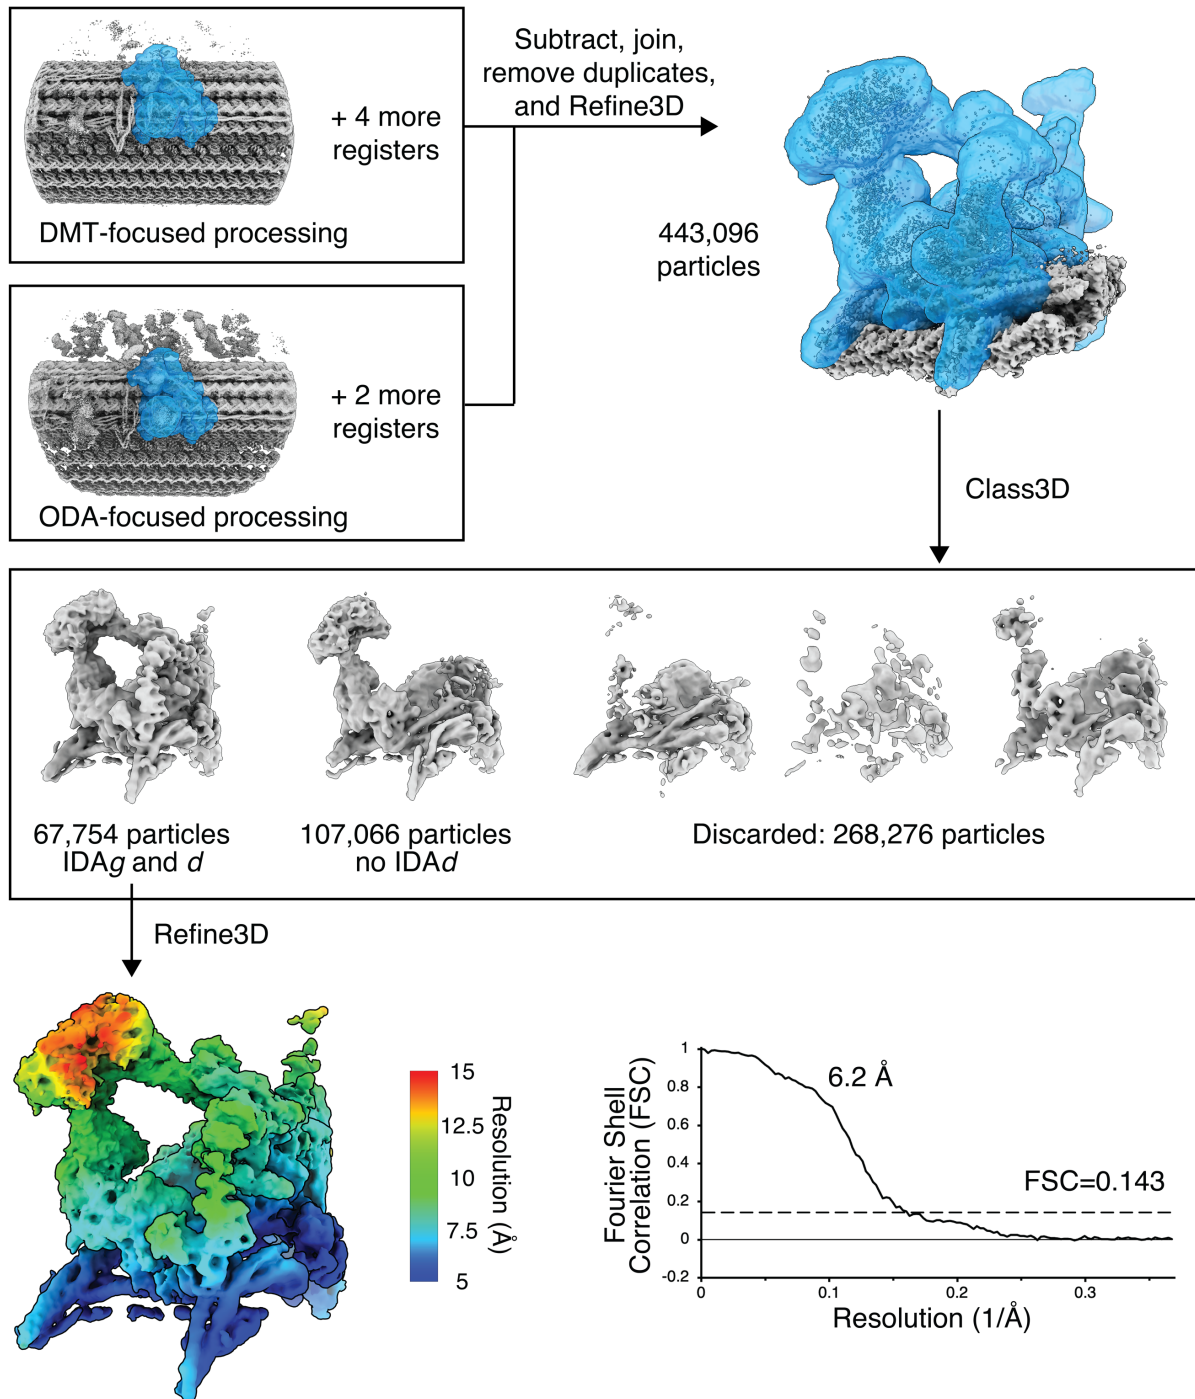 + 4 more
registers
DMT-focused processing
Subtract, join,
remove duplicates,
and Refine3D
443,096
particles
+ 2 more
registers
ODA-focused processing
Class3D
67,754 particles
IDAg and d
107,066 particles
no IDAd
Discarded: 268,276 particles
Refine3D
15
12.5
10
7.5
5
Resolution (Å)
Fourier Shell
Correlation (FSC)
1
0.8
0.6
0.4
0.2
0
-0.2
6.2 Å
FSC=0.143
0
0.1
0.2
0.3
Resolution (1/Å)